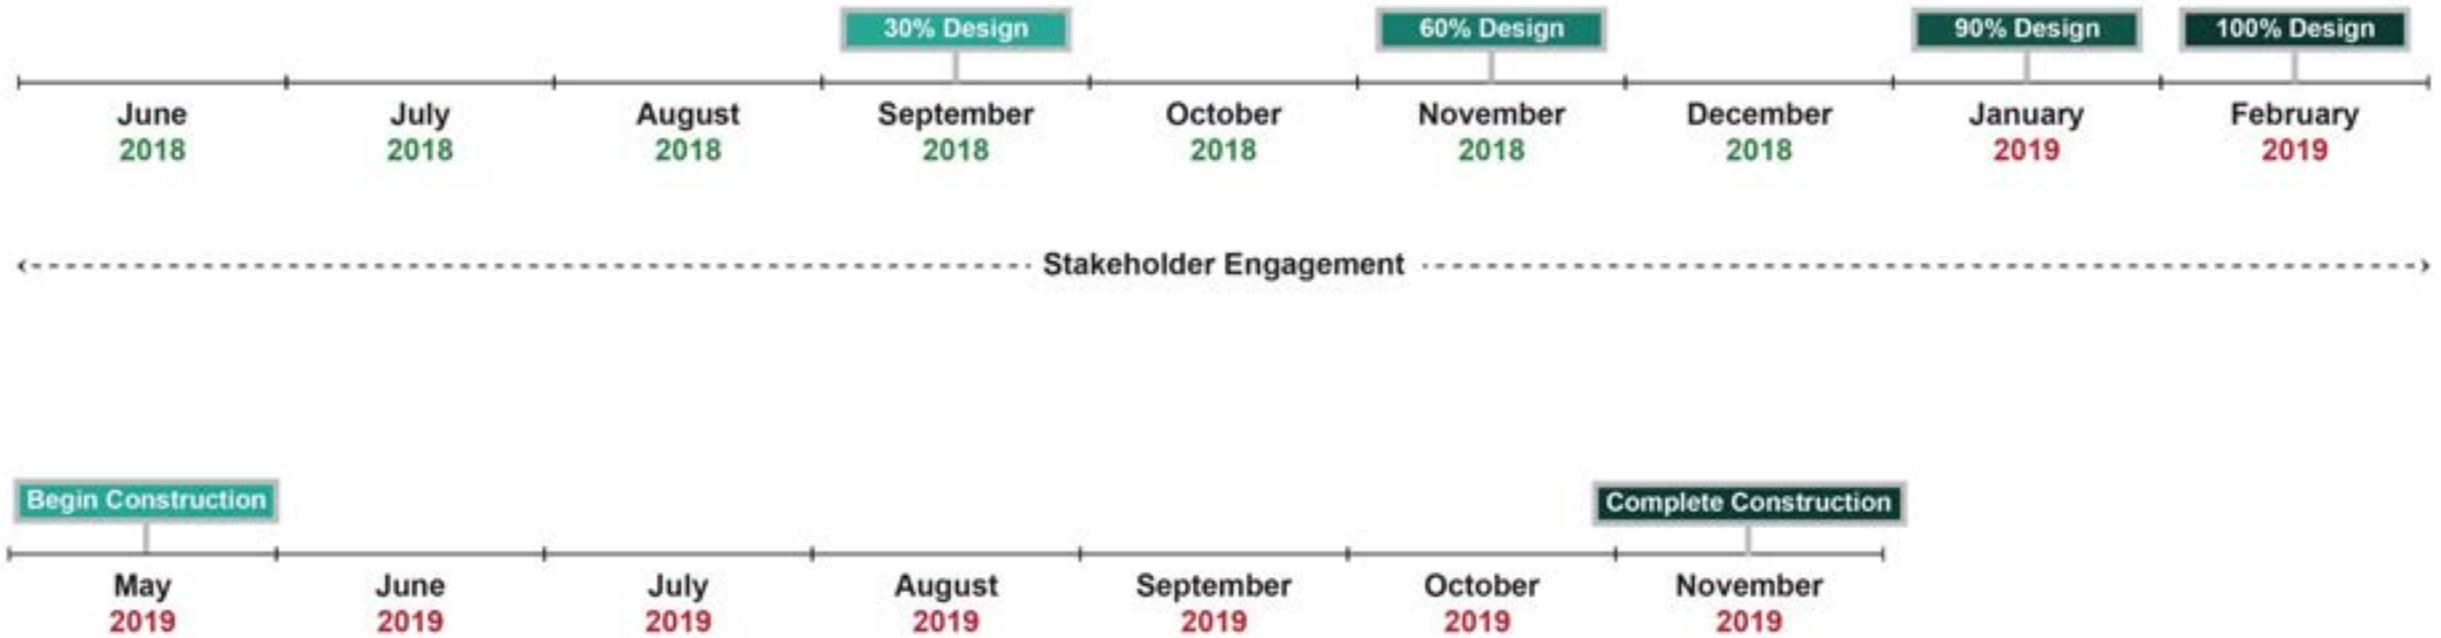 30% Design 60% Design 90% Design 100% Design
June July August September October November December January February
2018 2018 2018 2018 2018 2018 2018 2019 2019
Stakeholder Engagement
Begin Construction Complete Construction
May June July August September October November
2019 2019 2019 2019 2019 2019 2019